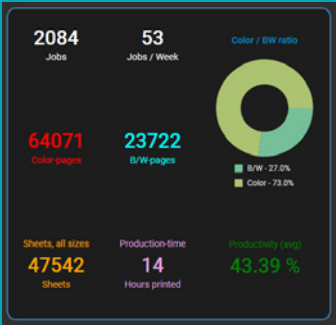 2084
Jobs
53
Jobs / Week
Color / BW ratio
64071
Color-pages
23722
B/W-pages
B/W - 27.0%
Color - 73.0%
Sheets, all sizes
47542
Sheets
Production-time
14
Hours printed
Productivity (avg)
43.39 %